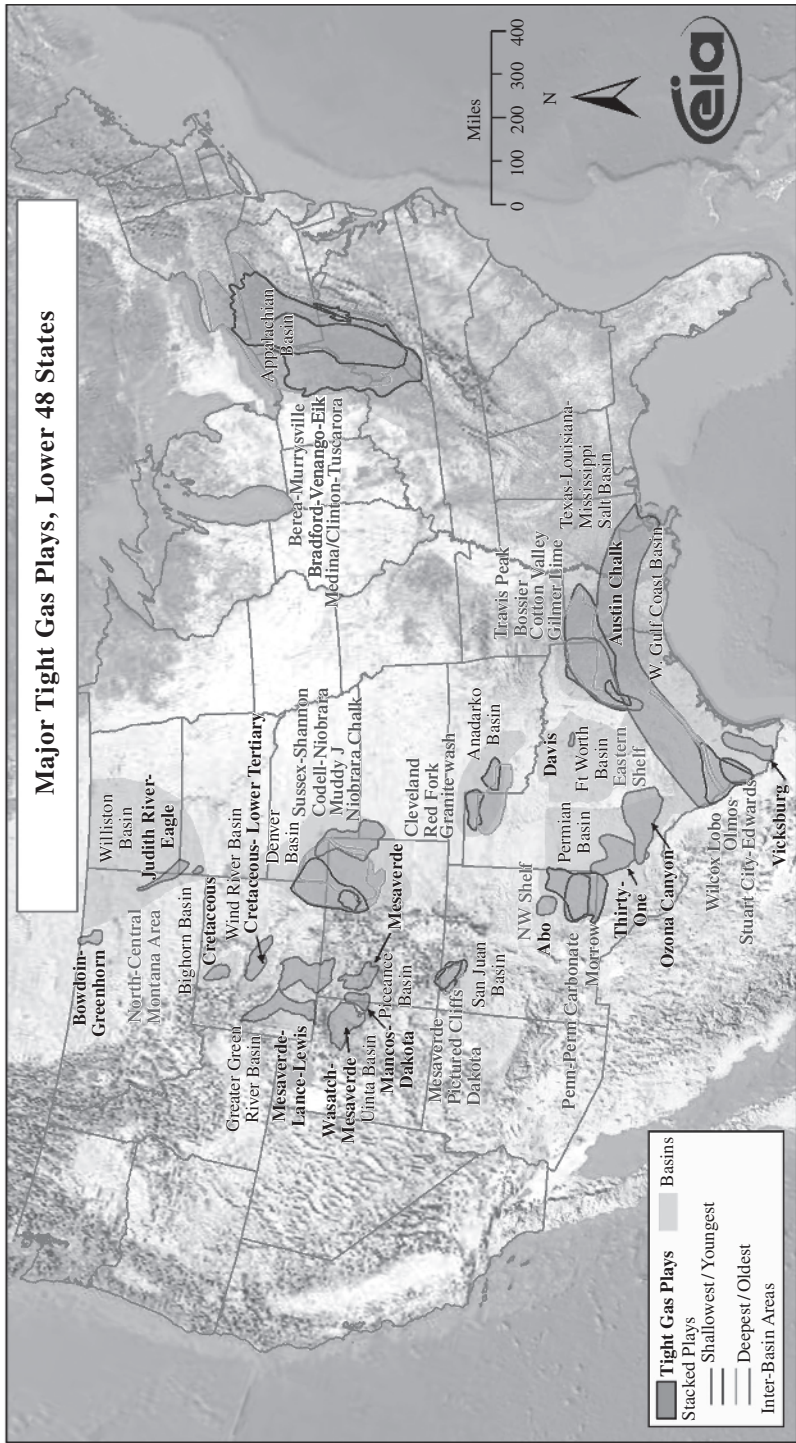 Major Tight Gas Plays, Lower 48 States
Bowdoin-
Greenhorn
Williston
Basin
Judith River-
Eagle
North-Central
Montana Area
Bighorn Basin
Cretaceous
Wind River Basin
Cretaceous- Lower Tertiary
Greater Green
River Basin
Mesaverde-
Lance-Lewis
Wasatch-
Mesaverde
Uinta Basin
Mancos-
Dakota
Piceance
Basin
Mesaverde
Denver
Basin
Sussex-Shannon
Codell-Niobrara
Muddy J
Niobrara Chalk
Appalachian
Basin
Berea-Murrysville
Bradford-Venango-Eik
Medina/Clinton-Tuscarora
Mesaverde
Pictured Cliffs
Dakota
San Juan
Basin
Cleveland
Red Fork
Granite wash
Anadarko
Basin
Travis Peak
Bossier
Cotton Valley
Gilmer Lime
Texas-Louisiana-
Mississippi
Salt Basin
NW Shelf
Abo
Penn-Perm Carbonate
Morrow
Permian
Basin
Davis
Ft Worth
Basin
Eastern
Shelf
Thirty-
One
Ozona Canyon
Austin Chalk
W. Gulf Coast Basin
Wilcox Lobo
Olmos
Stuart City-Edwards
Vicksburg
Tight Gas Plays
Basins
Stacked Plays
Shallowest / Youngest
Deepest / Oldest
Inter-Basin Areas
Miles
0 100 200 300 400
N
eia